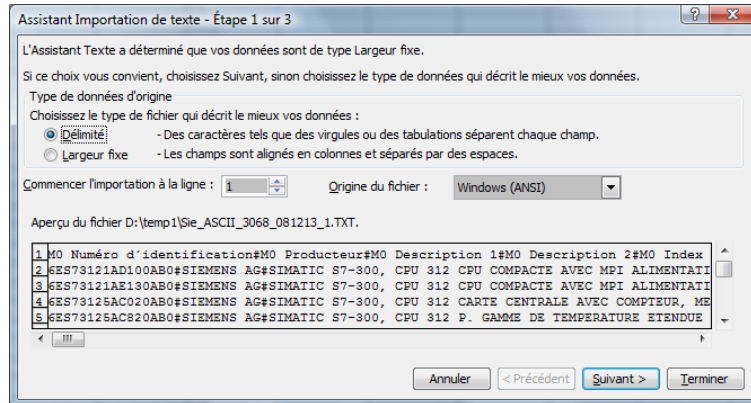 Assistant Importation de texte - Étape 1 sur 3
? X
L'Assistant Texte a déterminé que vos données sont de type Largeur fixe.
Si ce choix vous convient, choisissez Suivant, sinon choisissez le type de données qui décrit le mieux vos données.
Type de données d'origine
Choisissez le type de fichier qui décrit le mieux vos données :
Délimité - Des caractères tels que des virgules ou des tabulations séparent chaque champ.
Largeur fixe - Les champs sont alignés en colonnes et séparés par des espaces.
Commencer l'importation à la ligne : 1 Origine du fichier : Windows (ANSI)
Aperçu du fichier D:\temp1\Sie_ASCII_3068_081213_1.TXT.
1 M0 Numéro d´identification#M0 Producteur#M0 Description 1#M0 Description 2#M0 Index
2 6ES73121AD100AB0#SIEMENS AG#SIMATIC S7-300, CPU 312 CPU COMPACTE AVEC MPI ALIMENTATI
3 6ES73121AE130AB0#SIEMENS AG#SIMATIC S7-300, CPU 312 CPU COMPACTE AVEC MPI ALIMENTATI
4 6ES73125AC020AB0#SIEMENS AG#SIMATIC S7-300, CPU 312 CARTE CENTRALE AVEC COMPTEUR, ME
5 6ES73125AC820AB0#SIEMENS AG#SIMATIC S7-300, CPU 312 P. GAMME DE TEMPERATURE ETENDUE
Annuler < Précédent Suivant > Terminer